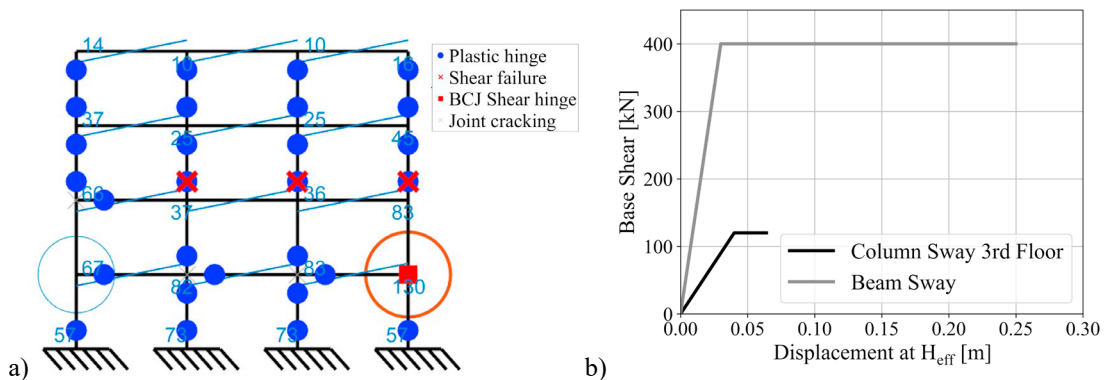 14
10
10
16
Plastic hinge
Shear failure
BCJ Shear hinge
Joint cracking
37
25
25
45
66
37
36
83
67
82
83
130
57
73
73
57
a)
Base Shear [kN]
400
300
200
100
0
0.00 0.05 0.10 0.15 0.20 0.25 0.30
Column Sway 3rd Floor
Beam Sway
Displacement at Heff [m]
b)